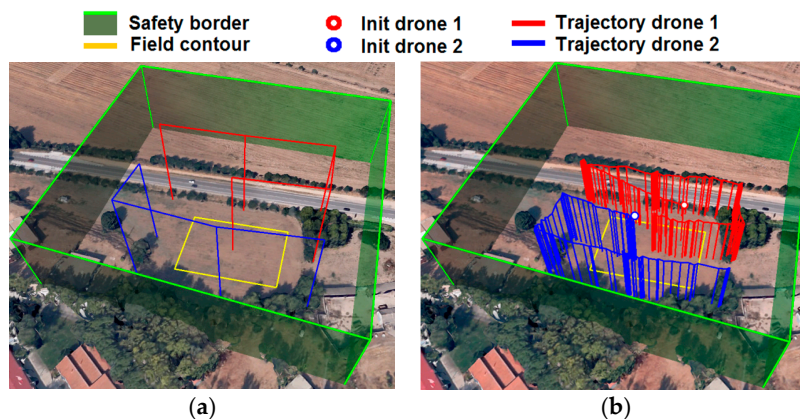 Safety border
Init drone 1
Trajectory drone 1
Field contour
Init drone 2
Trajectory drone 2
(a)
(b)